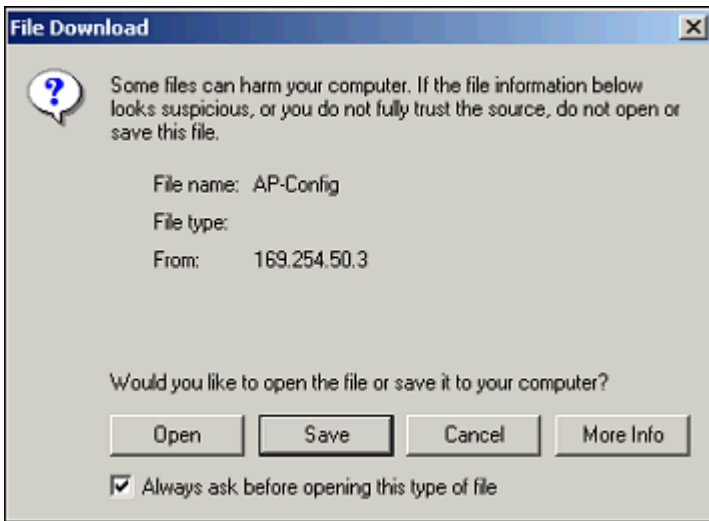 File Download
Some files can harm your computer. If the file information below
looks suspicious, or you do not fully trust the source, do not open or
save this file.
File name: AP-Config
File type:
From: 169.254.50.3
Would you like to open the file or save it to your computer?
Open Save Cancel More Info
Always ask before opening this type of file